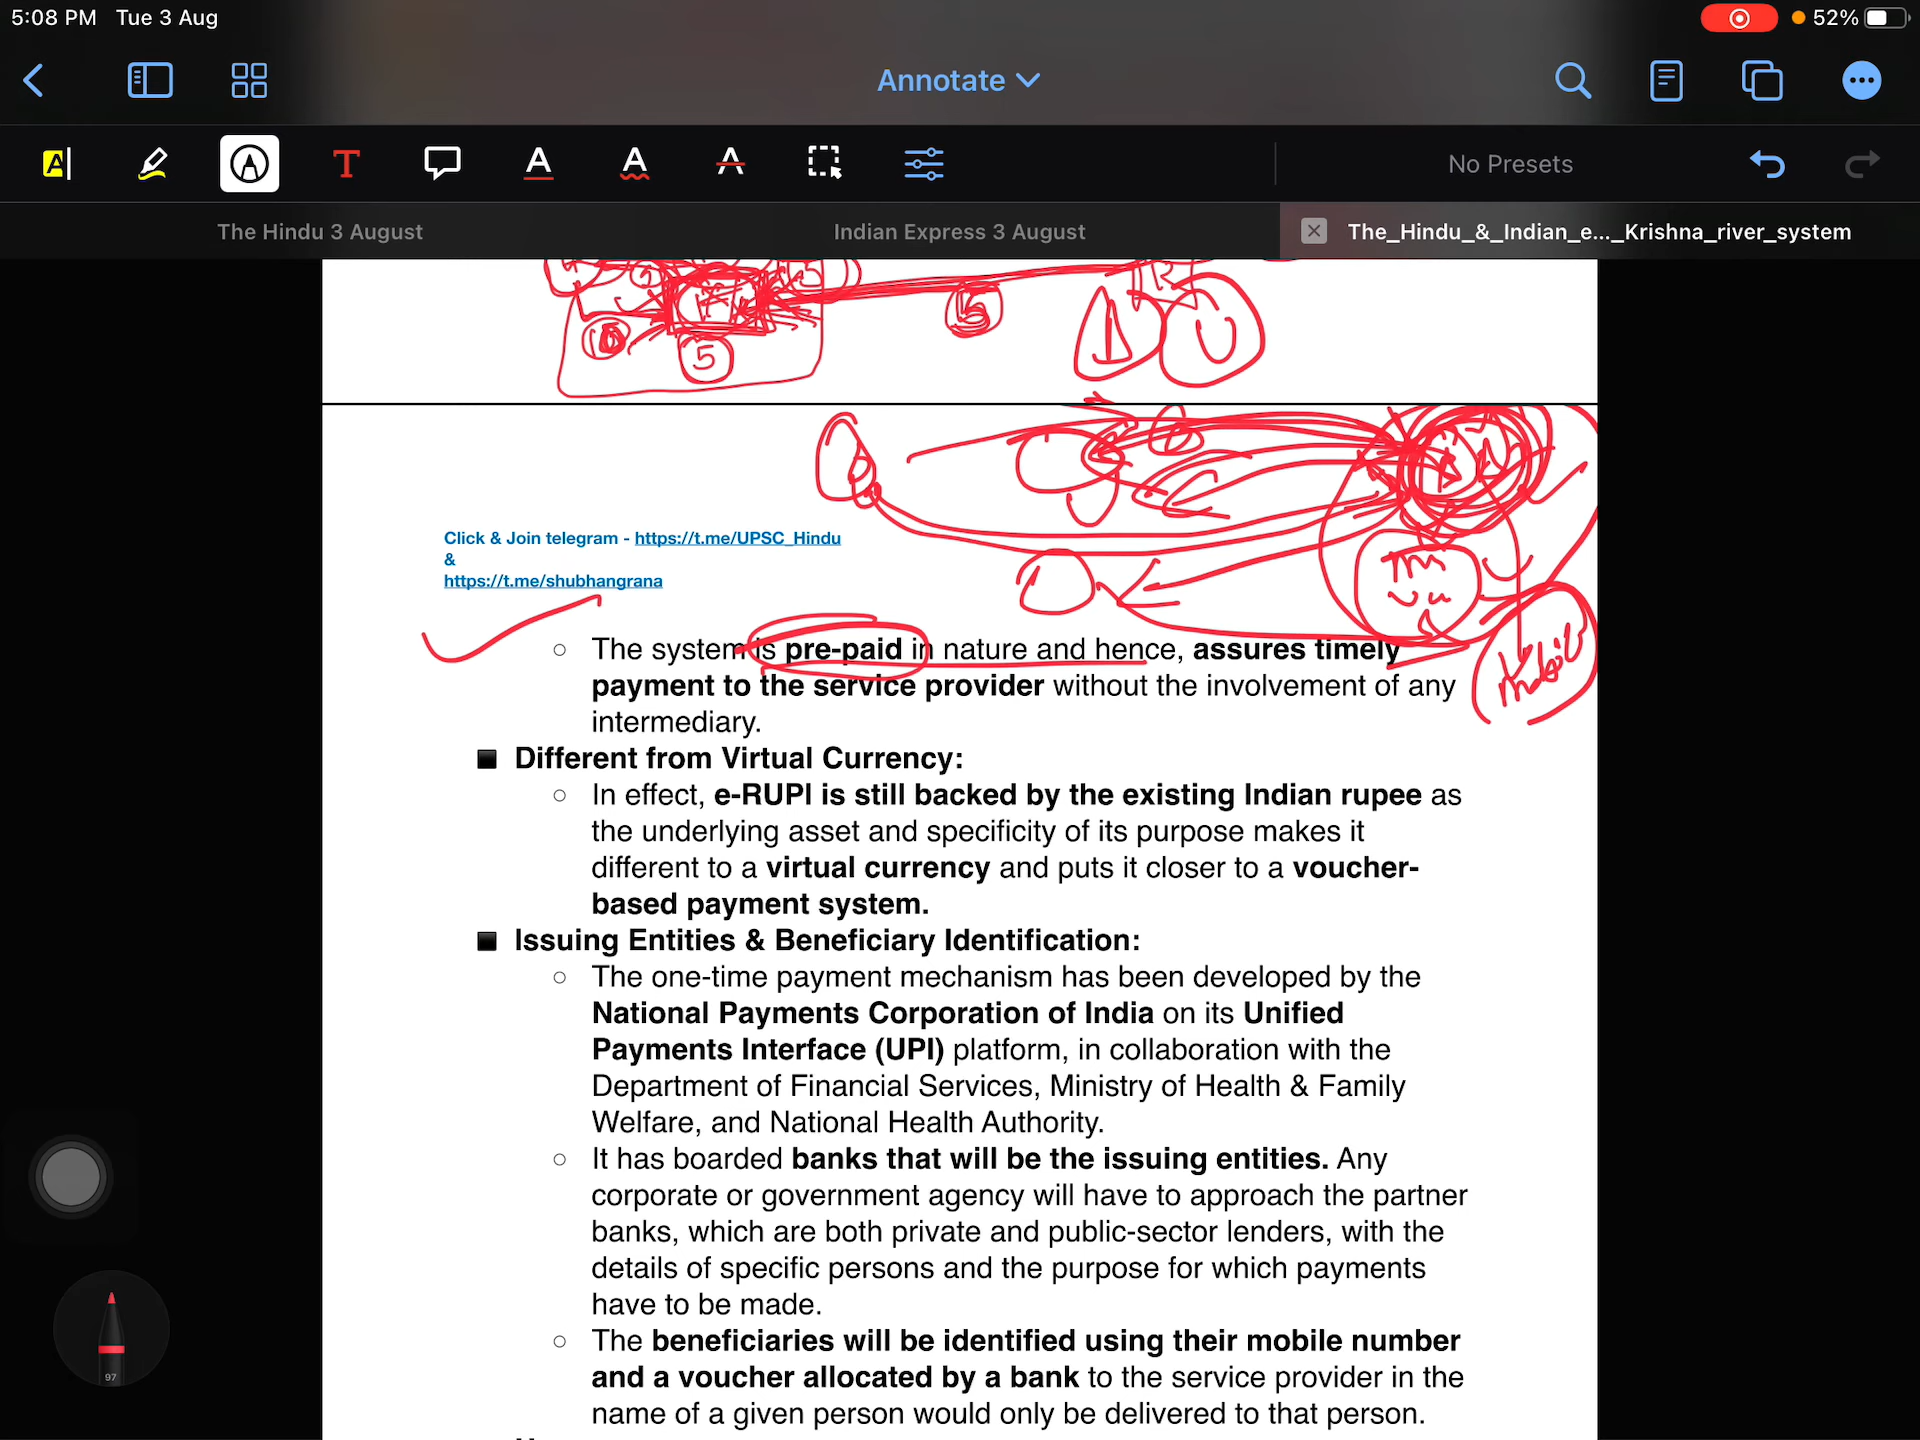 5:08 PM Tue 3 Aug
52%
Annotate
A
T
A
A
A
No Presets
The Hindu 3 August
Indian Express 3 August
The_Hindu_&_Indian_e..._Krishna_river_system
5
5
D U
Click & Join telegram - https://t.me/UPSC_Hindu
&
https://t.me/shubhangrana
The system is pre-paid in nature and hence, assures timely
payment to the service provider without the involvement of any
intermediary.
Different from Virtual Currency:
In effect, e-RUPI is still backed by the existing Indian rupee as
the underlying asset and specificity of its purpose makes it
different to a virtual currency and puts it closer to a voucher-
based payment system.
Issuing Entities & Beneficiary Identification:
The one-time payment mechanism has been developed by the
National Payments Corporation of India on its Unified
Payments Interface (UPI) platform, in collaboration with the
Department of Financial Services, Ministry of Health & Family
Welfare, and National Health Authority.
It has boarded banks that will be the issuing entities. Any
corporate or government agency will have to approach the partner
banks, which are both private and public-sector lenders, with the
details of specific persons and the purpose for which payments
have to be made.
The beneficiaries will be identified using their mobile number
and a voucher allocated by a bank to the service provider in the
name of a given person would only be delivered to that person.
97